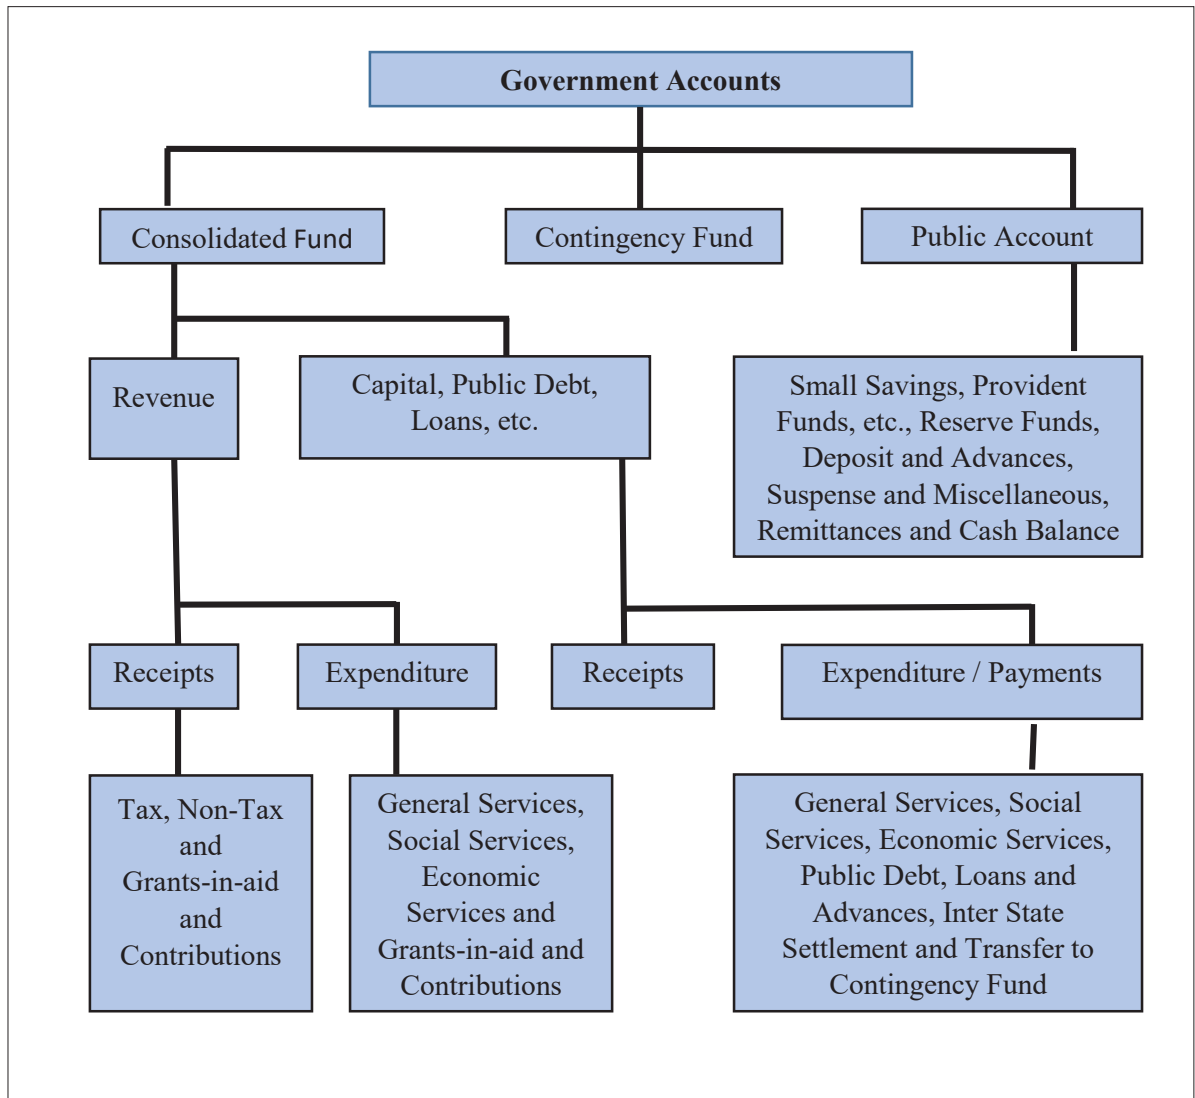 Government Accounts
Consolidated Fund
Contingency Fund
Public Account
Revenue
Capital, Public Debt,
Loans, etc.
Small Savings, Provident
Funds, etc., Reserve Funds,
Deposit and Advances,
Suspense and Miscellaneous,
Remittances and Cash Balance
Receipts
Expenditure
Receipts
Expenditure / Payments
Tax, Non-Tax
and
Grants-in-aid
and
Contributions
General Services,
Social Services,
Economic
Services and
Grants-in-aid and
Contributions
General Services, Social
Services, Economic Services,
Public Debt, Loans and
Advances, Inter State
Settlement and Transfer to
Contingency Fund